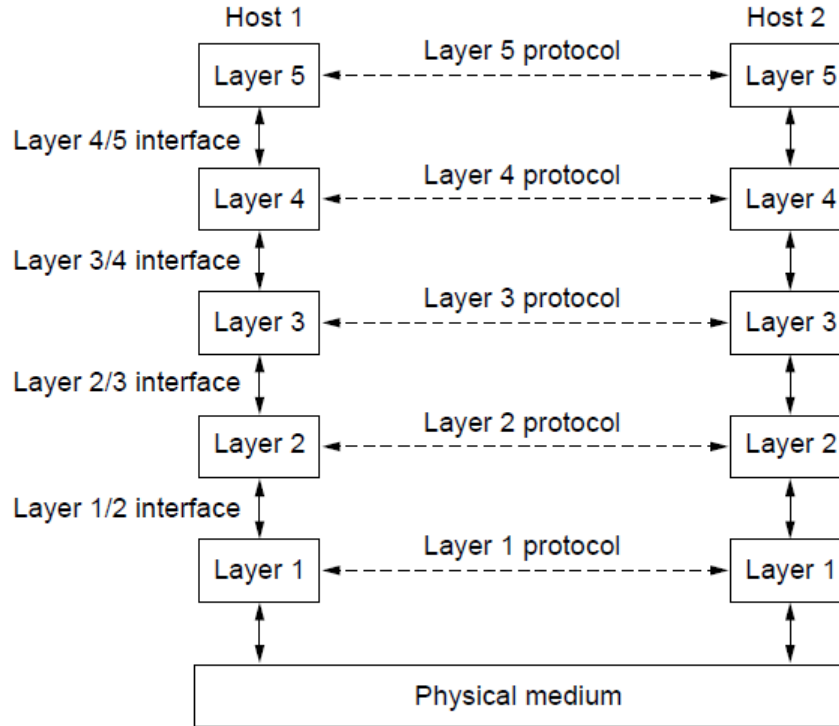 Host 1
Host 2
Layer 5
Layer 5 protocol
Layer 5
Layer 4/5 interface
Layer 4
Layer 4 protocol
Layer 4
Layer 3/4 interface
Layer 3
Layer 3 protocol
Layer 3
Layer 2/3 interface
Layer 2
Layer 2 protocol
Layer 2
Layer 1/2 interface
Layer 1
Layer 1 protocol
Layer 1
Physical medium